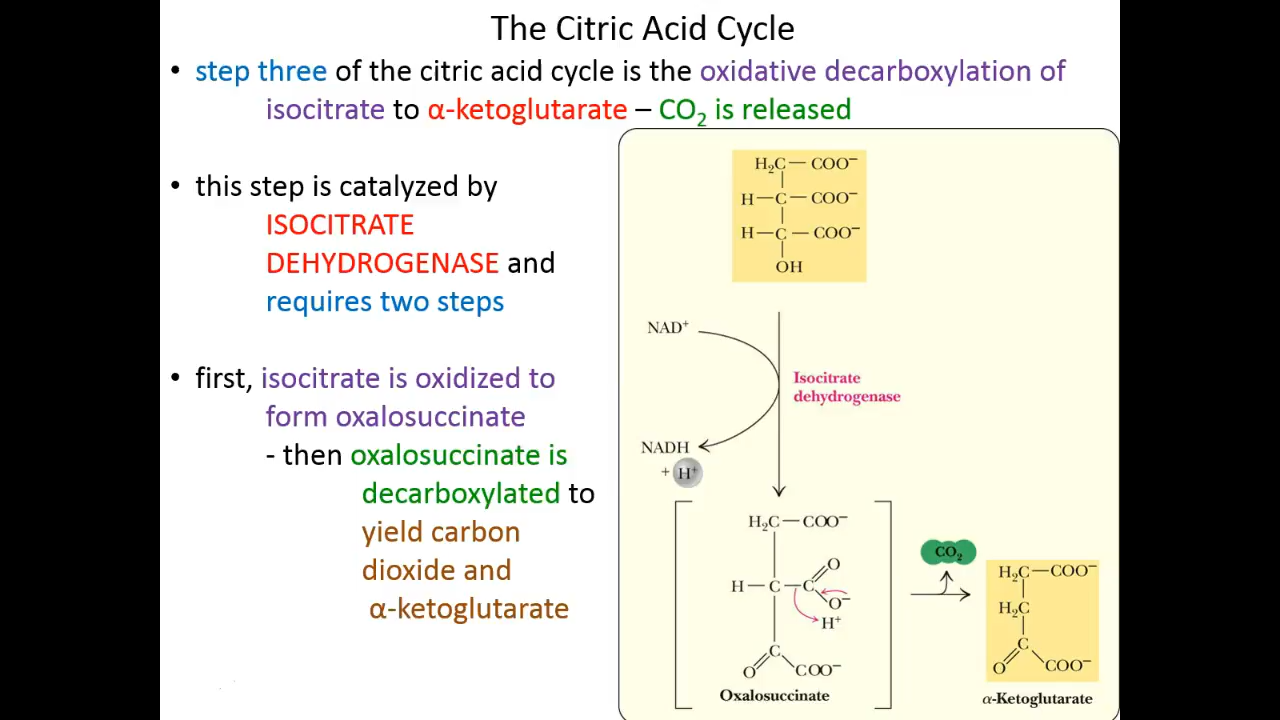 The Citric Acid Cycle
• step three of the citric acid cycle is the oxidative decarboxylation of
isocitrate to α-ketoglutarate – CO₂ is released
• this step is catalyzed by
ISOCITRATE
DEHYDROGENASE and
requires two steps
• first, isocitrate is oxidized to
form oxalosuccinate
- then oxalosuccinate is
decarboxylated to
yield carbon
dioxide and
α-ketoglutarate
H₂C — COO⁻
H — C — COO⁻
H — C — COO⁻
OH
NAD⁺
Isocitrate
dehydrogenase
NADH
+ H⁺
H₂C — COO⁻
O
H — C — C
O⁻
H⁺
C
O COO⁻
Oxalosuccinate
CO₂
H₂C — COO⁻
H₂C
C
O COO⁻
α-Ketoglutarate